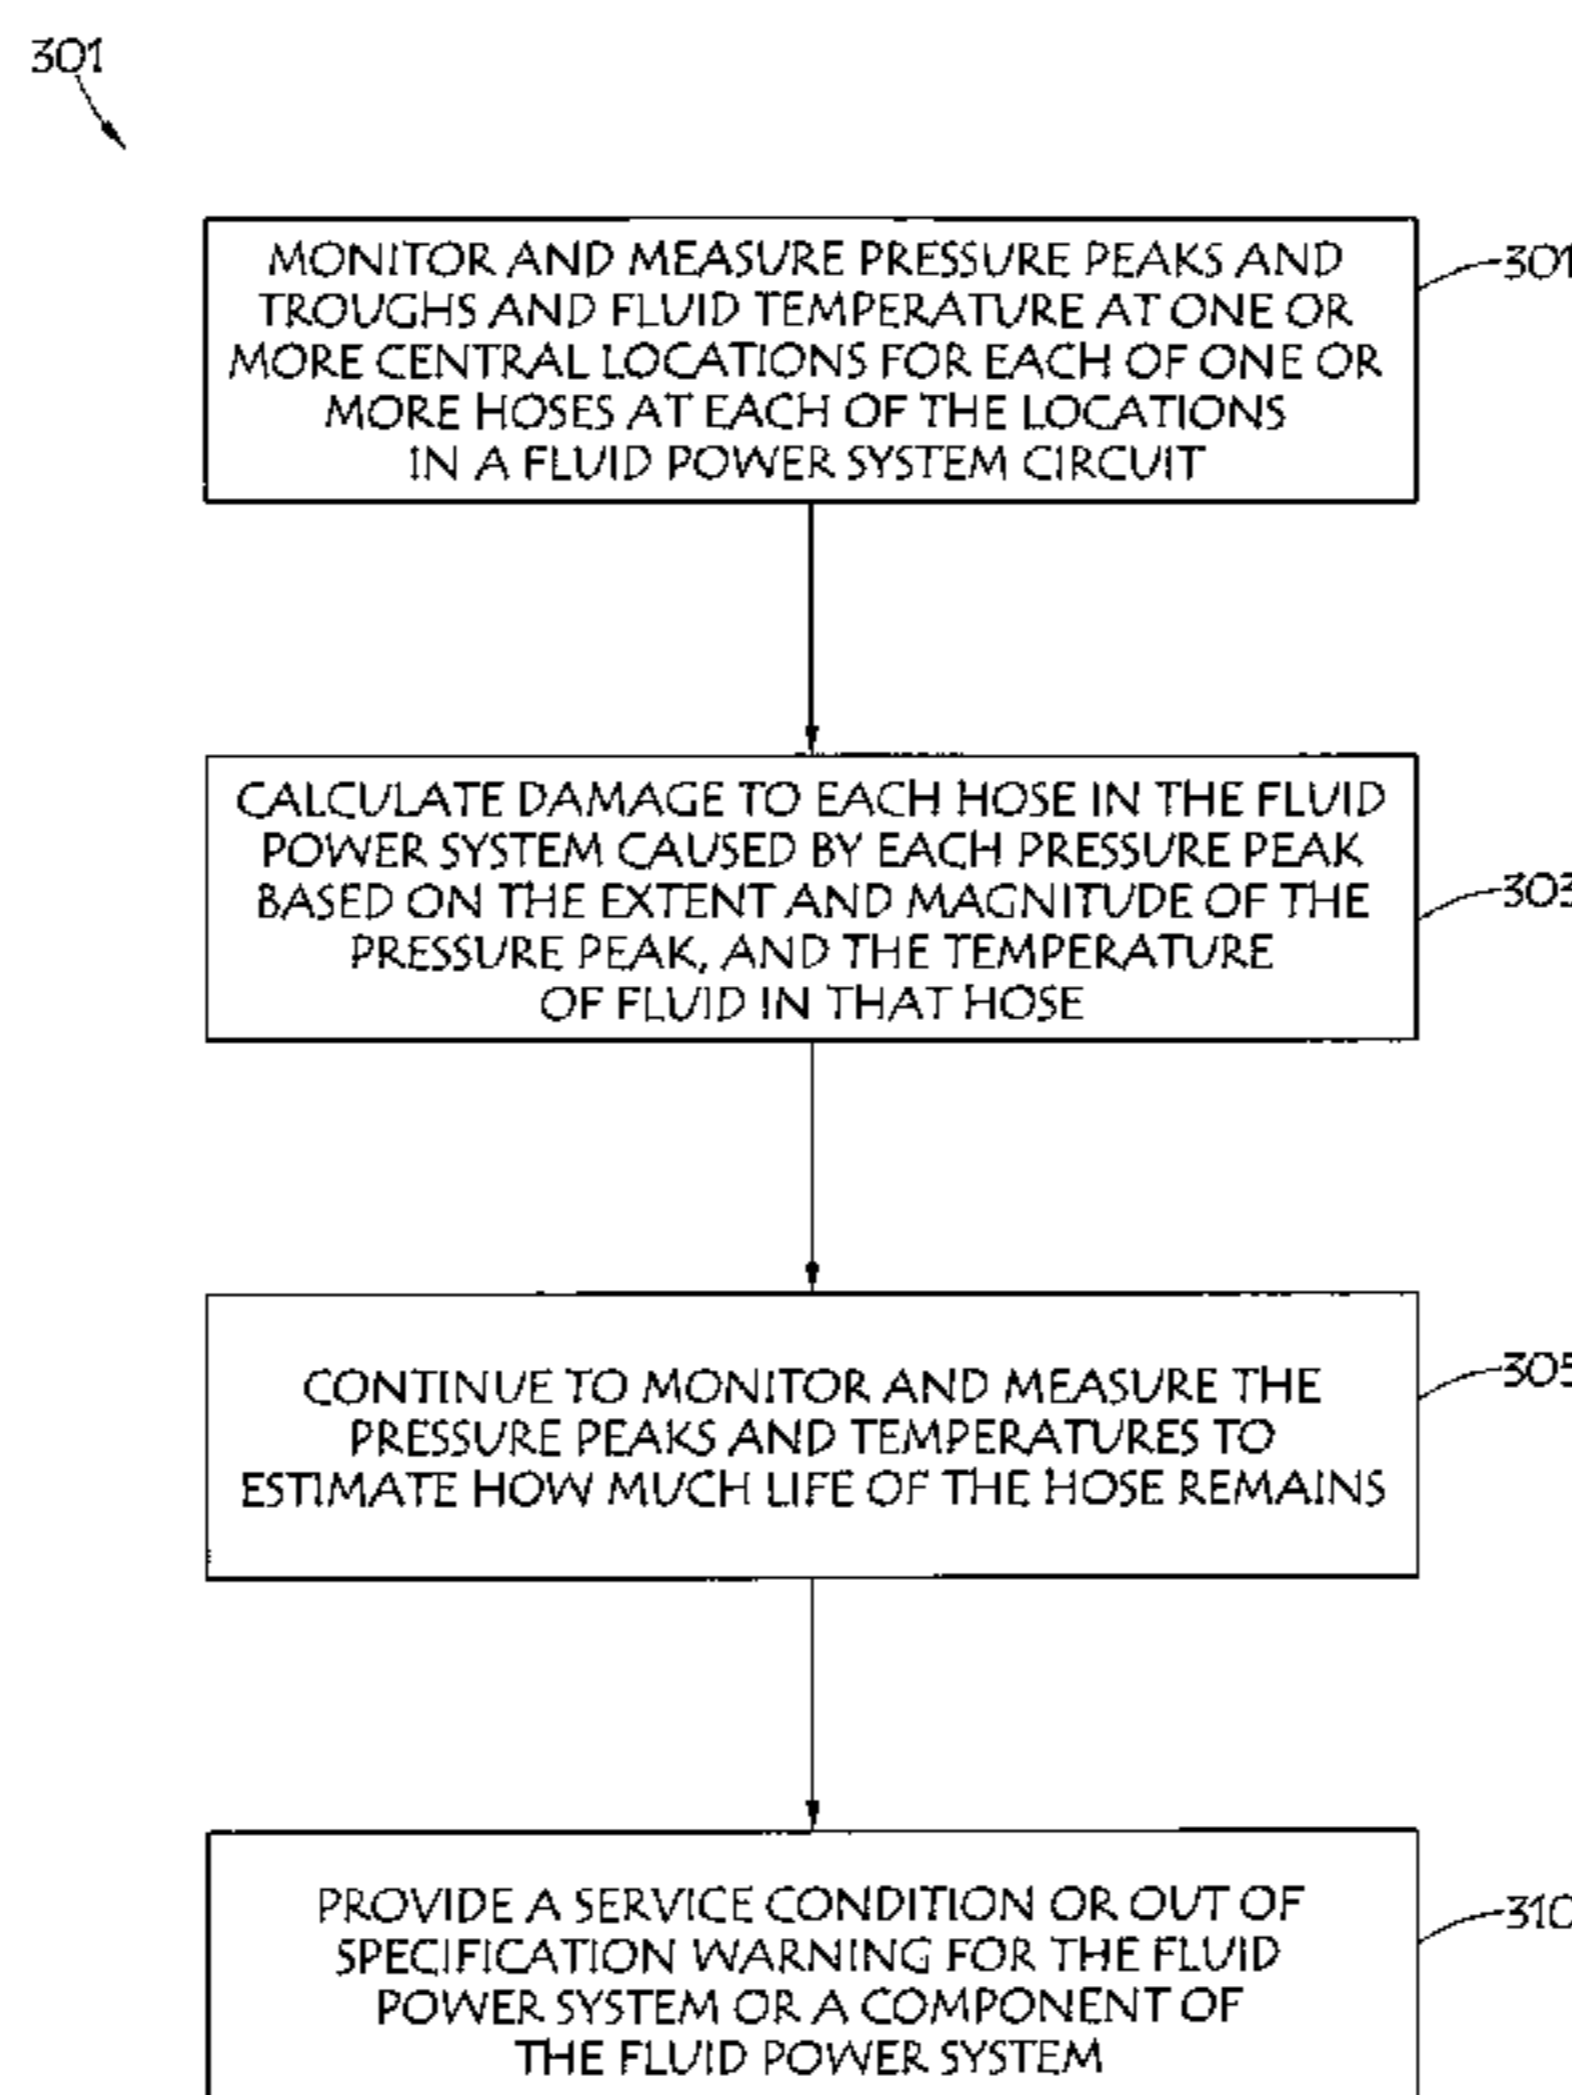 301
MONITOR AND MEASURE PRESSURE PEAKS AND
TROUGHS AND FLUID TEMPERATURE AT ONE OR
MORE CENTRAL LOCATIONS FOR EACH OF ONE OR
MORE HOSES AT EACH OF THE LOCATIONS
IN A FLUID POWER SYSTEM CIRCUIT
301
CALCULATE DAMAGE TO EACH HOSE IN THE FLUID
POWER SYSTEM CAUSED BY EACH PRESSURE PEAK
BASED ON THE EXTENT AND MAGNITUDE OF THE
PRESSURE PEAK, AND THE TEMPERATURE
OF FLUID IN THAT HOSE
303
CONTINUE TO MONITOR AND MEASURE THE
PRESSURE PEAKS AND TEMPERATURES TO
ESTIMATE HOW MUCH LIFE OF THE HOSE REMAINS
305
PROVIDE A SERVICE CONDITION OR OUT OF
SPECIFICATION WARNING FOR THE FLUID
POWER SYSTEM OR A COMPONENT OF
THE FLUID POWER SYSTEM
310